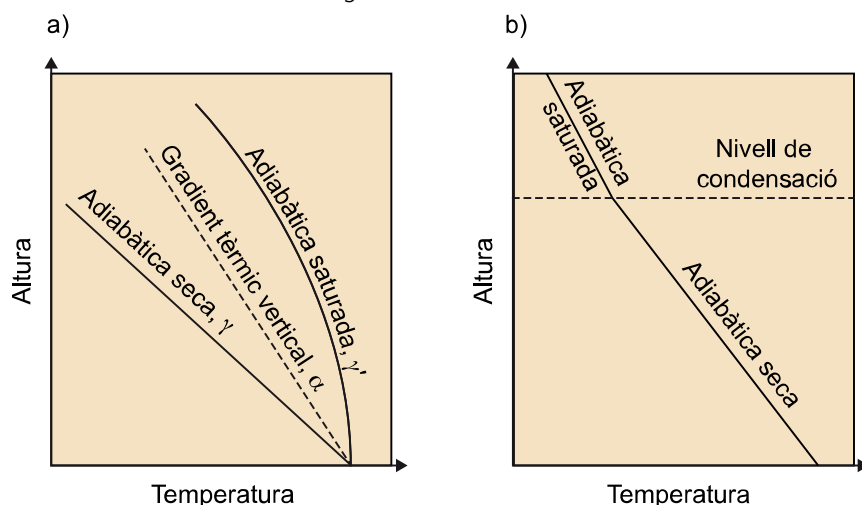 a)
Altura
Adiabàtica seca, γ
Gradient tèrmic vertical, α
Adiabàtica saturada, γ'
Temperatura
b)
Altura
Adiabàtica
saturada
Nivell de
condensació
Adiabàtica seca
Temperatura